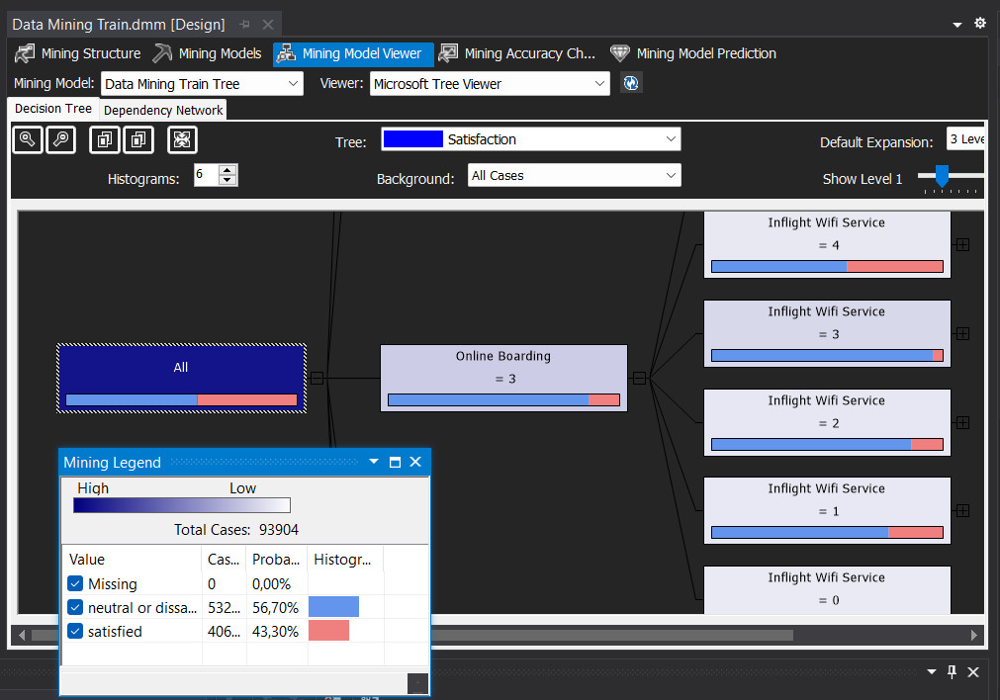 Data Mining Train.dmm [Design]
Mining Structure Mining Models Mining Model Viewer Mining Accuracy Ch... Mining Model Prediction
Mining Model: Data Mining Train Tree Viewer: Microsoft Tree Viewer
Decision Tree Dependency Network
Tree: Satisfaction Default Expansion: 3 Leve
Histograms: 6 Background: All Cases Show Level 1
Inflight Wifi Service
= 4
Inflight Wifi Service
= 3
All
Online Boarding
= 3
Inflight Wifi Service
= 2
Inflight Wifi Service
= 1
Inflight Wifi Service
= 0
Mining Legend
High Low
Total Cases: 93904
Value Cas... Proba... Histogr...
Missing 0 0,00%
neutral or dissa... 532... 56,70%
satisfied 406... 43,30%